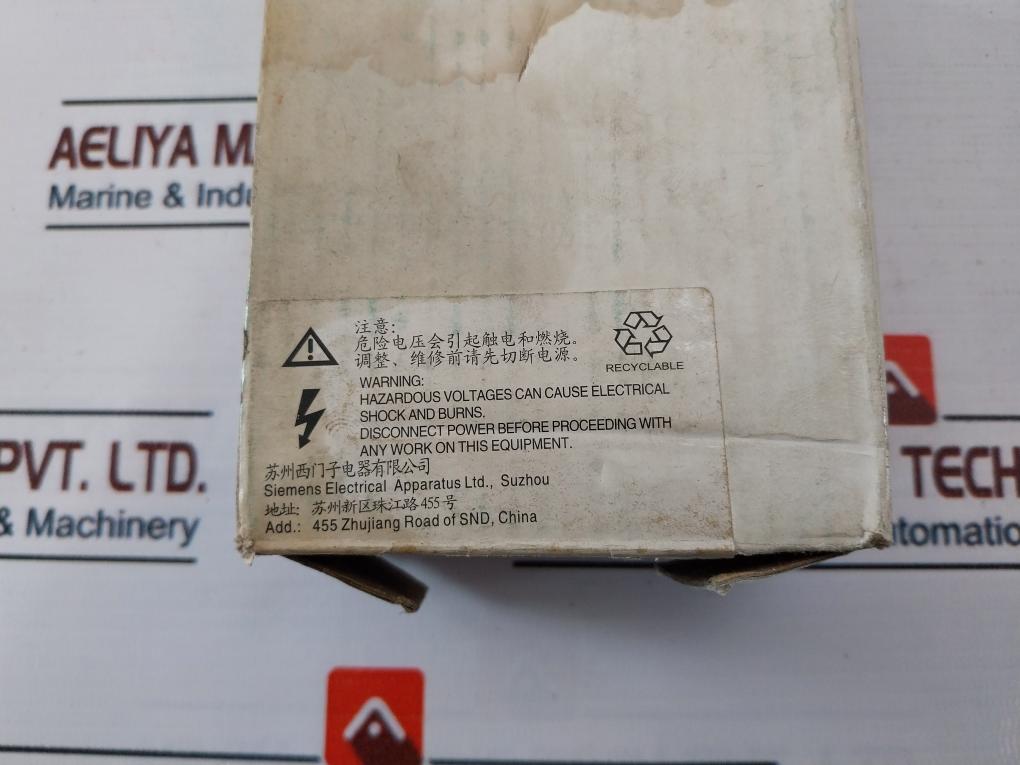 AELIYA M
Marine & Indu
注意:
危险电压会引起触电和燃烧。
调整、维修前请先切断电源。
RECYCLABLE
WARNING:
HAZARDOUS VOLTAGES CAN CAUSE ELECTRICAL
SHOCK AND BURNS.
DISCONNECT POWER BEFORE PROCEEDING WITH
ANY WORK ON THIS EQUIPMENT.
苏州西门子电器有限公司
Siemens Electrical Apparatus Ltd., Suzhou
地址: 苏州新区珠江路455号
Add.: 455 Zhujiang Road of SND, China
PVT. LTD.
& Machinery
TECH
utomation